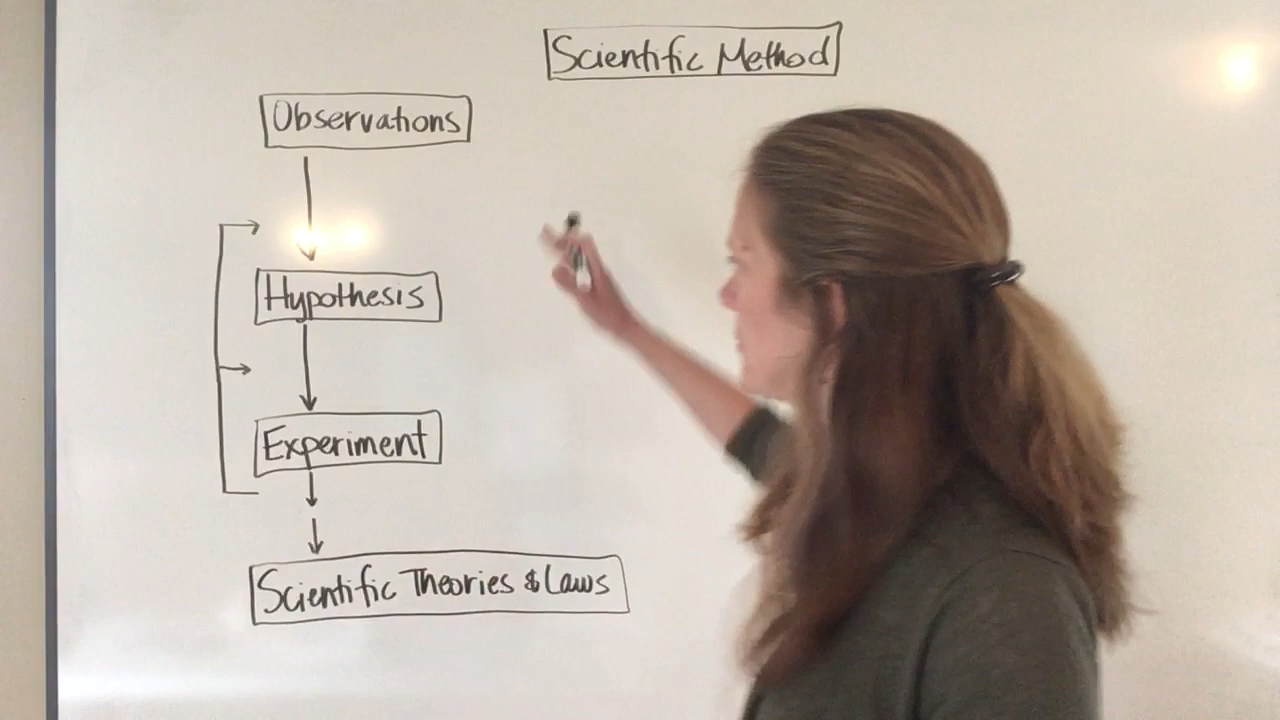 Scientific Method
Observations
Hypothesis
Experiment
Scientific Theories & Laws